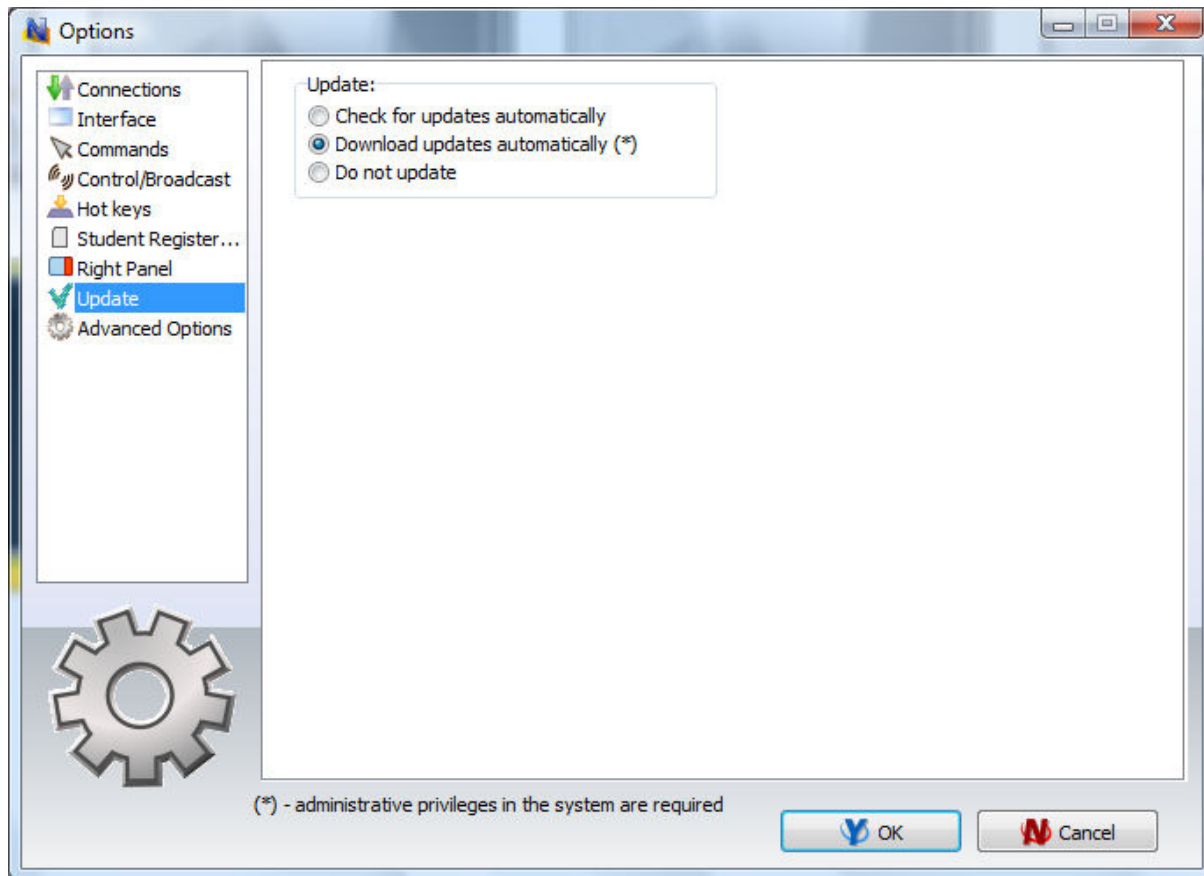 Options
Connections
Interface
Commands
Control/Broadcast
Hot keys
Student Register...
Right Panel
Update
Advanced Options
Update:
Check for updates automatically
Download updates automatically (*)
Do not update
(*) - administrative privileges in the system are required
OK
Cancel